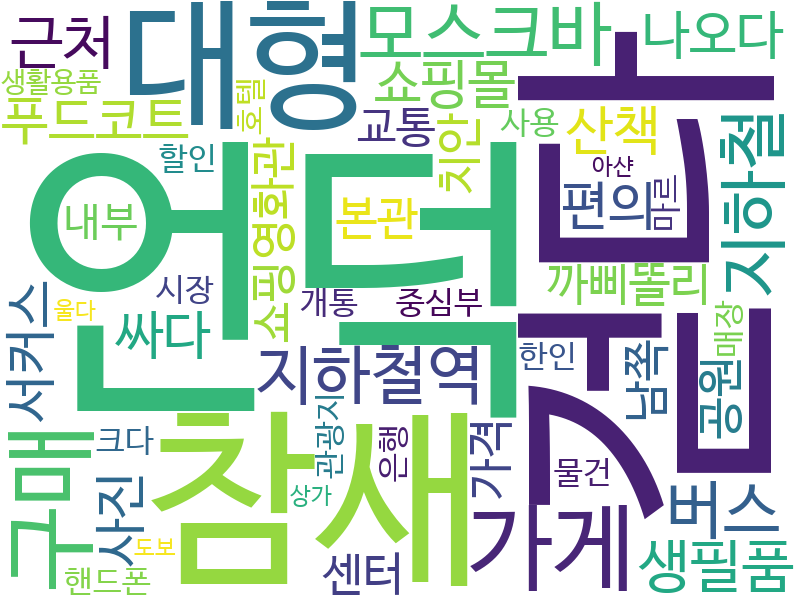 근처
대형
모스크바
나오다
생활용품
쇼핑몰
푸드코트
호텔
교통
치안
사용
산책
할인
아샨
지하철
내부
언덕
걷다
쇼핑
영화관
본관
편의
마르
까삐똘리
서커스
시장
울다
개통
중심부
매장
싸다
지하철역
한인
남쪽
공원
구매
크다
참새
관광지
은행
가격
물건
버스
사진
상가
가게
도보
핸드폰
센터
생필품